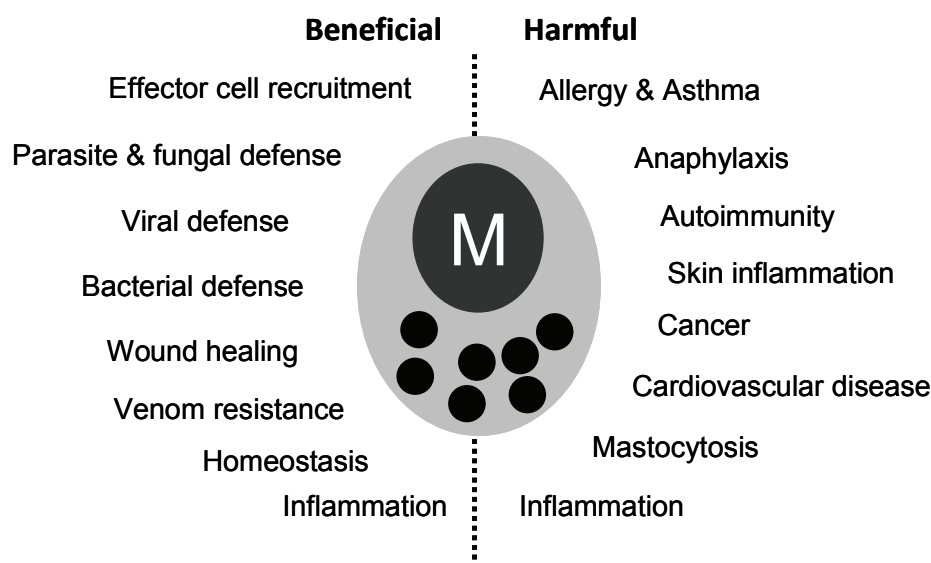 Beneficial
Harmful
Effector cell recruitment
Allergy & Asthma
Parasite & fungal defense
Anaphylaxis
Viral defense
Autoimmunity
M
Bacterial defense
Skin inflammation
Wound healing
Cancer
Venom resistance
Cardiovascular disease
Homeostasis
Mastocytosis
Inflammation
Inflammation